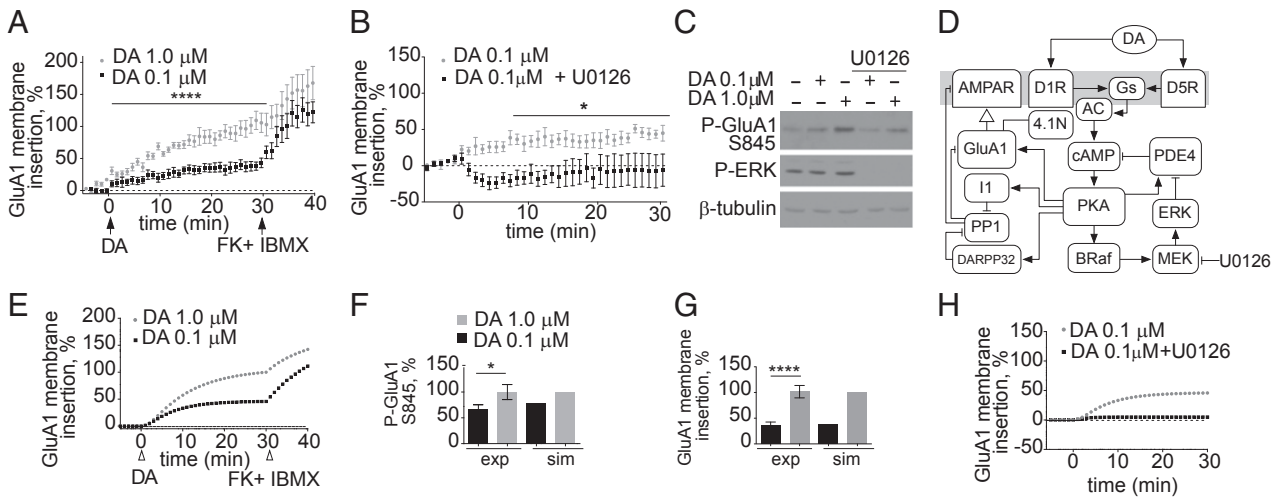 A
GluA1 membrane
insertion, %
DA 1.0 μM
DA 0.1 μM
****
200
150
100
50
0
0
10
20
30
40
time (min)
DA
FK+ IBMX
B
GluA1 membrane
insertion, %
DA 0.1 μM
DA 0.1μM + U0126
*
150
100
50
0
-50
0
10
20
30
time (min)
C
U0126
DA 0.1μM – + – + –
DA 1.0μM – – + – +
P-GluA1
S845
P-ERK
β-tubulin
D
DA
AMPAR
D1R
Gs
D5R
AC
4.1N
GluA1
cAMP
PDE4
I1
PKA
ERK
PP1
DARPP32
BRaf
MEK
U0126
E
GluA1 membrane
insertion, %
DA 1.0 μM
DA 0.1 μM
200
150
100
50
0
0
10
20
30
40
time (min)
DA
FK+ IBMX
F
DA 1.0 μM
DA 0.1 μM
P-GluA1
S845, %
150
100
50
0
*
exp
sim
G
GluA1 membrane
insertion, %
150
100
50
0
****
exp
sim
H
GluA1 membrane
insertion, %
DA 0.1 μM
DA 0.1μM+U0126
150
100
50
0
-50
0
10
20
30
time (min)